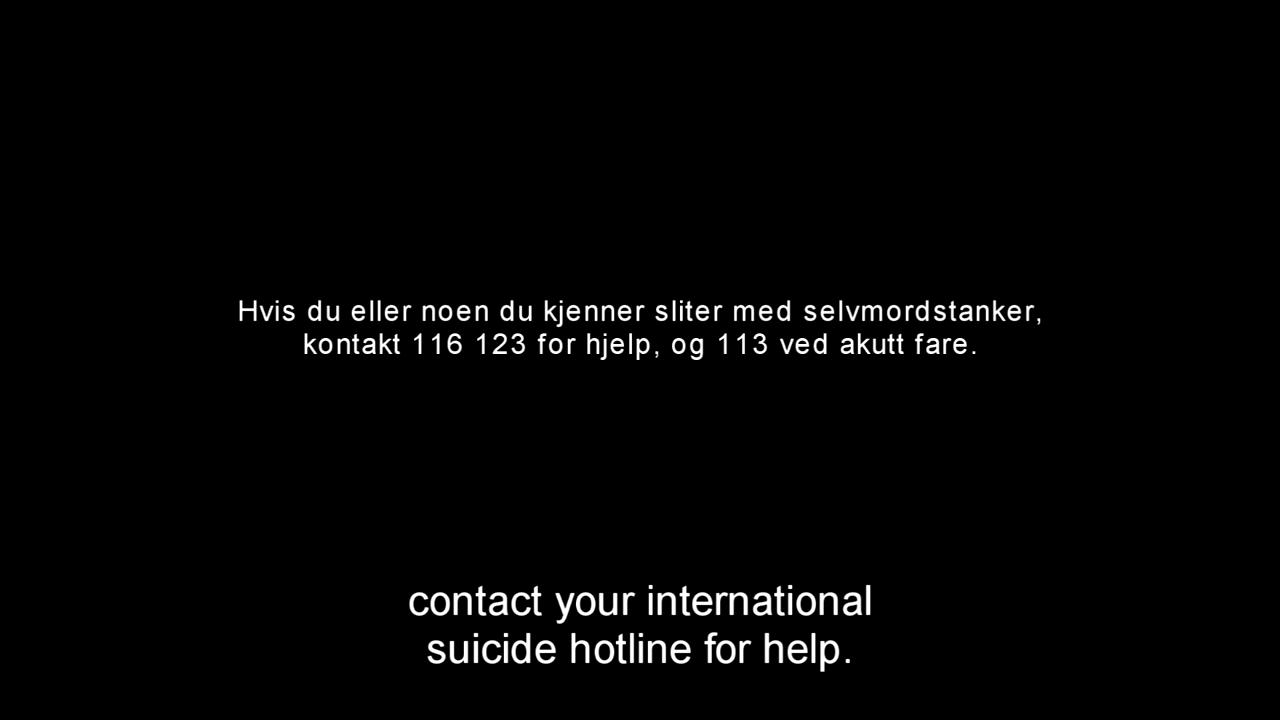 Hvis du eller noen du kjenner sliter med selvmordstanker,
kontakt 116 123 for hjelp, og 113 ved akutt fare.
contact your international
suicide hotline for help.